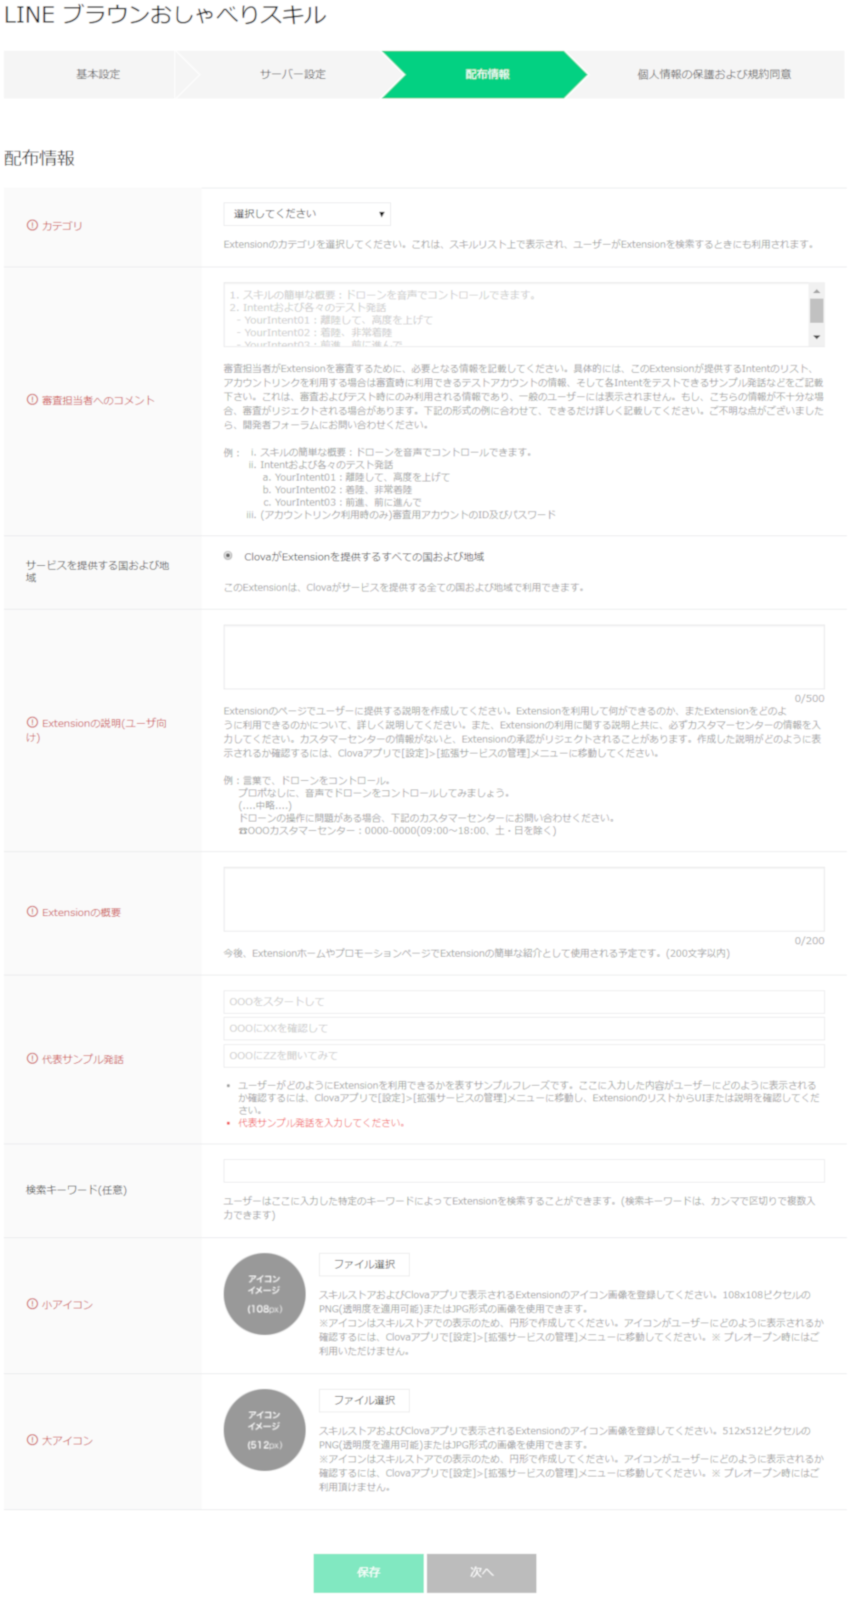 LINE ブラウンおしゃべりスキル
基本設定
サーバー設定
配布情報
個人情報の保護および規約同意
配布情報
カテゴリ
選択してください
Extensionのカテゴリを選択してください。これは、スキルリスト上で表示され、ユーザーがExtensionを検索するときにも利用されます。
審査担当者へのコメント
1. スキルの簡単な概要：ドローンを音声でコントロールできます。
2. Intentおよび各々のテスト発話
- YourIntent01：離陸して、高度を上げて
- YourIntent02：着陸、非常着陸
- YourIntent03：前進、前に進んで
審査担当者がExtensionを審査するために、必要となる情報を記載してください。具体的には、このExtensionが提供するIntentのリスト、
アカウントリンクを利用する場合は審査時に利用できるテストアカウントの情報、そして各Intentをテストできるサンプル発話などをご記載
下さい。これは、審査およびテスト時にのみ利用される情報であり、一般のユーザーには表示されません。もし、こちらの情報が不十分な場
合、審査がリジェクトされる場合があります。下記の形式の例に合わせて、できるだけ詳しく記載してください。ご不明な点がございました
ら、開発者フォーラムにお問い合わせください。
例： i. スキルの簡単な概要：ドローンを音声でコントロールできます。
ii. Intentおよび各々のテスト発話
a. YourIntent01：離陸して、高度を上げて
b. YourIntent02：着陸、非常着陸
c. YourIntent03：前進、前に進んで
iii. (アカウントリンク利用時のみ)審査用アカウントのID及びパスワード
サービスを提供する国および地
域
ClovaがExtensionを提供するすべての国および地域
このExtensionは、Clovaがサービスを提供する全ての国および地域で利用できます。
Extensionの説明(ユーザ向
け)
0/500
Extensionのページでユーザーに提供する説明を作成してください。Extensionを利用して何ができるのか、またExtensionをどのよ
うに利用できるのかについて、詳しく説明してください。また、Extensionの利用に関する説明と共に、必ずカスタマーセンターの情報を入
力してください。カスタマーセンターの情報がないと、Extensionの承認がリジェクトされることがあります。作成した説明がどのように表
示されるか確認するには、Clovaアプリで[設定]>[拡張サービスの管理]メニューに移動してください。
例：言葉で、ドローンをコントロール。
プロポなしに、音声でドローンをコントロールしてみましょう。
(....中略....)
ドローンの操作に問題がある場合、下記のカスタマーセンターにお問い合わせください。
☎OOOカスタマーセンター：0000-0000(09:00～18:00、土・日を除く)
Extensionの概要
0/200
今後、ExtensionホームやプロモーションページでExtensionの簡単な紹介として使用される予定です。(200文字以内)
代表サンプル発話
OOOをスタートして
OOOにXXを確認して
OOOにZZを聞いてみて
• ユーザーがどのようにExtensionを利用できるかを表すサンプルフレーズです。ここに入力した内容がユーザーにどのように表示される
か確認するには、Clovaアプリで[設定]>[拡張サービスの管理]メニューに移動し、ExtensionのリストからUIまたは説明を確認してくだ
さい。
• 代表サンプル発話を入力してください。
検索キーワード(任意)
ユーザーはここに入力した特定のキーワードによってExtensionを検索することができます。(検索キーワードは、カンマで区切りで複数入
力できます)
小アイコン
アイコン
イメージ
(108px)
ファイル選択
スキルストアおよびClovaアプリで表示されるExtensionのアイコン画像を登録してください。108x108ピクセルの
PNG(透明度を適用可能)またはJPG形式の画像を使用できます。
※アイコンはスキルストアでの表示のため、円形で作成してください。アイコンがユーザーにどのように表示されるか
確認するには、Clovaアプリで[設定]>[拡張サービスの管理]メニューに移動してください。※ プレオープン時にはご
利用いただけません。
大アイコン
アイコン
イメージ
(512px)
ファイル選択
スキルストアおよびClovaアプリで表示されるExtensionのアイコン画像を登録してください。512x512ピクセルの
PNG(透明度を適用可能)またはJPG形式の画像を使用できます。
※アイコンはスキルストアでの表示のため、円形で作成してください。アイコンがユーザーにどのように表示されるか
確認するには、Clovaアプリで[設定]>[拡張サービスの管理]メニューに移動してください。※ プレオープン時にはご
利用頂けません。
保存
次へ